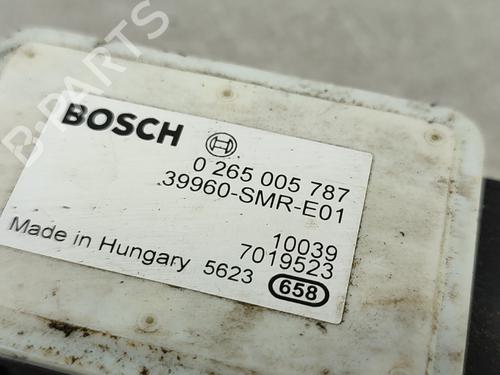 B-PARTS
BOSCH
0 265 005 787
39960-SMR-E01
10039
Made in Hungary 5623 7019523
658